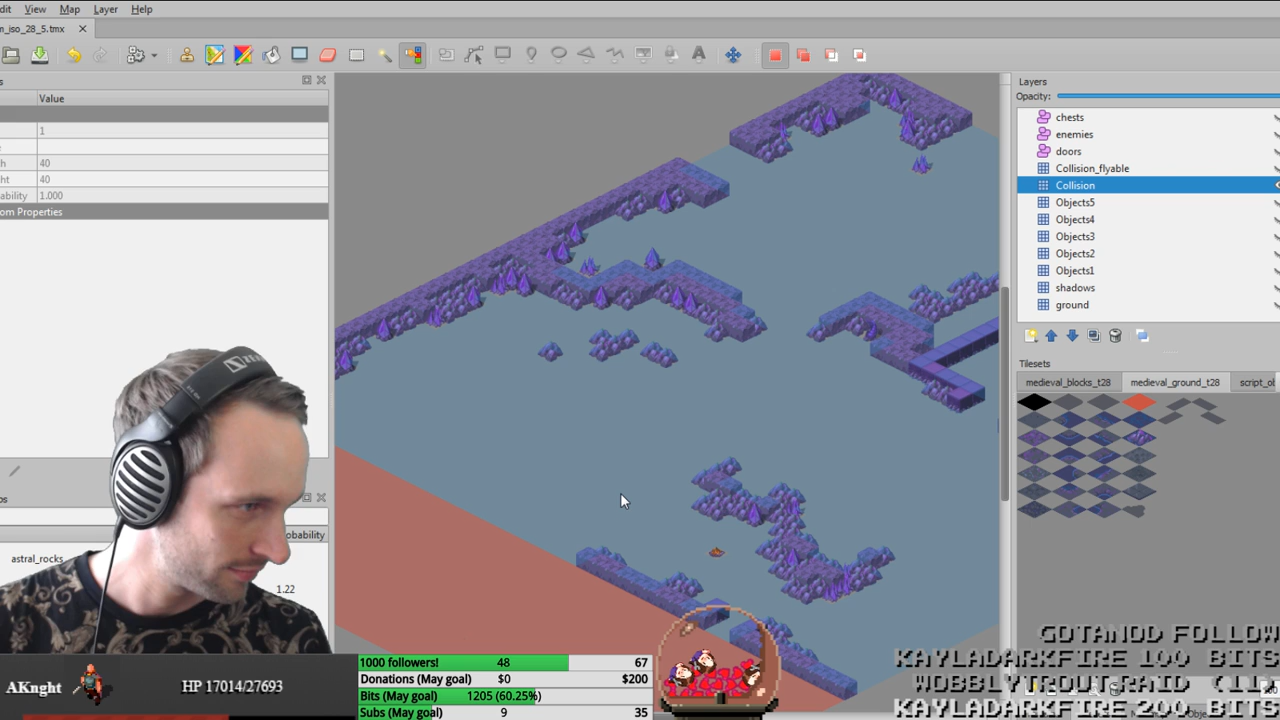 dit View Map Layer Help
m_iso_28_5.tmx
s
Value
1
h 40
ht 40
ability 1.000
om Properties
obability
astral_rocks
1.22
Layers
Opacity:
chests
enemies
doors
Collision_flyable
Collision
Objects5
Objects4
Objects3
Objects2
Objects1
shadows
ground
Tilesets
medieval_blocks_t28 medieval_ground_t28 script_ol
GOTANOD FOLLOW
KAYLADARKFIRE 100 BITS
WOBBLYTROUT RAID (11)
KAYLADARKFIRE 200 BITS
AKnght HP 17014/27693
1000 followers! 48 67
Donations (May goal) $0 $200
Bits (May goal) 1205 (60.25%)
Subs (May goal) 9 35